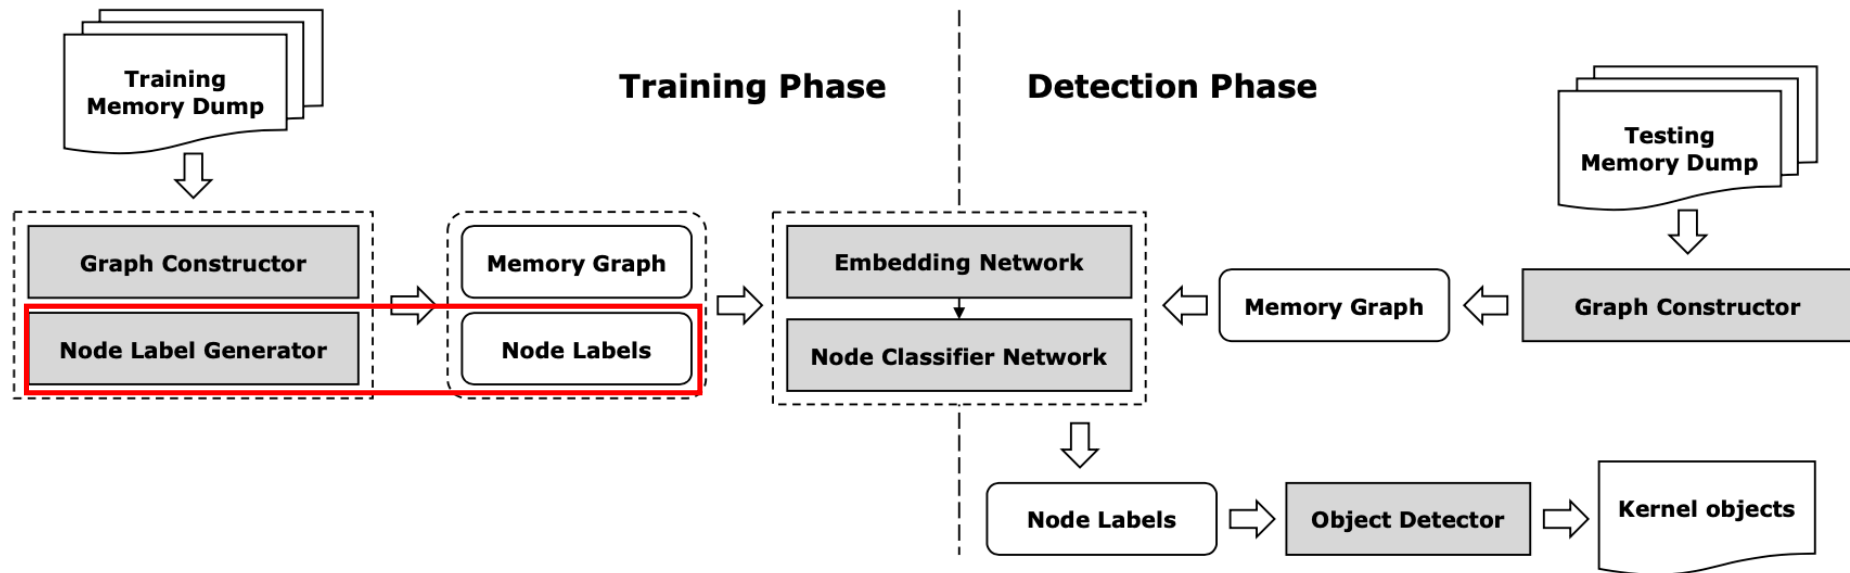 Training
Memory Dump
Training Phase
Detection Phase
Testing
Memory Dump
Graph Constructor
Memory Graph
Embedding Network
Memory Graph
Graph Constructor
Node Label Generator
Node Labels
Node Classifier Network
Node Labels
Object Detector
Kernel objects